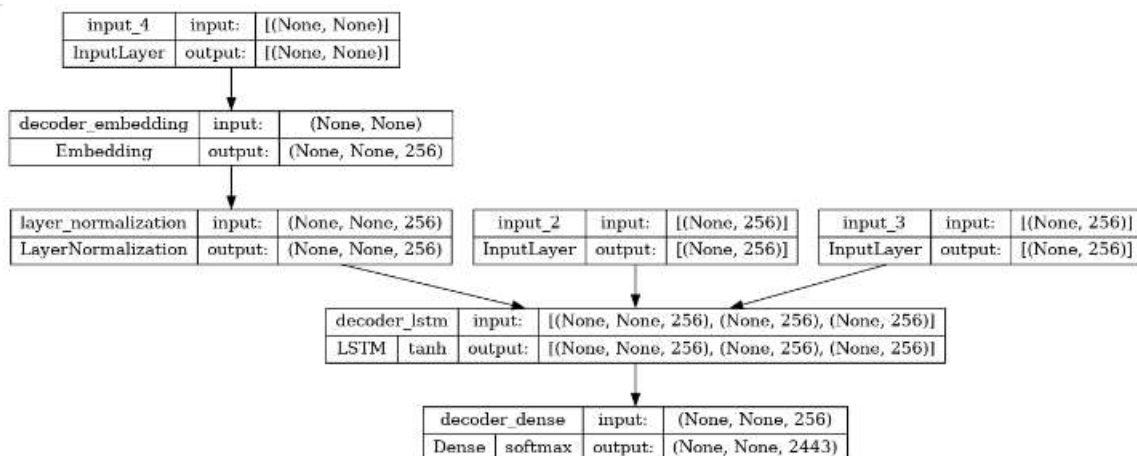 input_4 input: [(None, None)]
InputLayer output: [(None, None)]
decoder_embedding input: (None, None)
Embedding output: (None, None, 256)
layer_normalization input: (None, None, 256) input_2 input: [(None, 256)] input_3 input: [(None, 256)]
LayerNormalization output: (None, None, 256) InputLayer output: [(None, 256)] InputLayer output: [(None, 256)]
decoder_lstm input: [(None, None, 256), (None, 256), (None, 256)]
LSTM tanh output: [(None, None, 256), (None, 256), (None, 256)]
decoder_dense input: (None, None, 256)
Dense softmax output: (None, None, 2443)